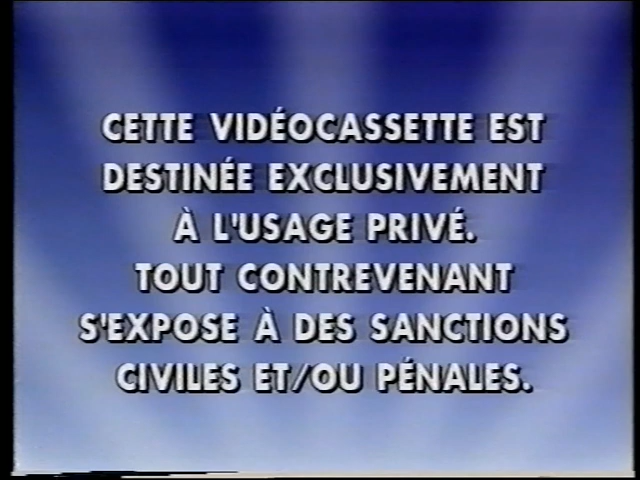 CETTE VIDÉOCASSETTE EST
DESTINÉE EXCLUSIVEMENT
À L'USAGE PRIVÉ.
TOUT CONTREVENANT
S'EXPOSE À DES SANCTIONS
CIVILES ET/OU PÉNALES.